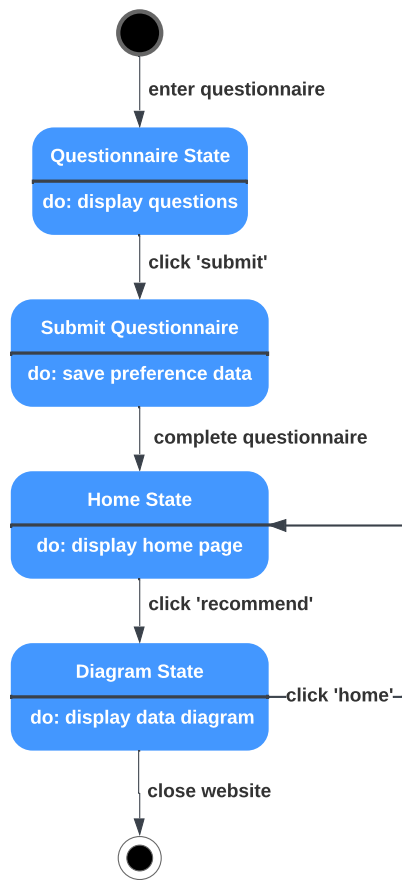 enter questionnaire
Questionnaire State
do: display questions
click 'submit'
Submit Questionnaire
do: save preference data
complete questionnaire
Home State
do: display home page
click 'recommend'
Diagram State
click 'home'
do: display data diagram
close website